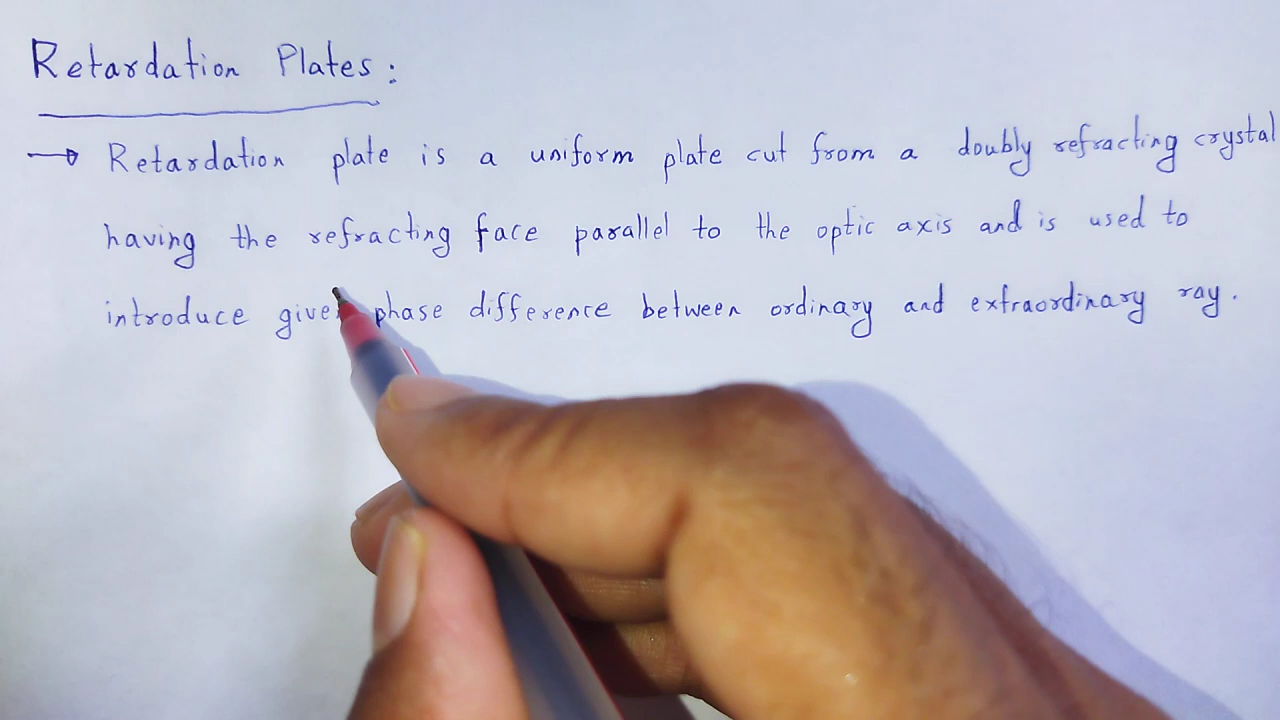 Retardation Plates:
→ Retardation plate is a uniform plate cut from a doubly refracting crystal
having the refracting face parallel to the optic axis and is used to
introduce given phase difference between ordinary and extraordinary ray.